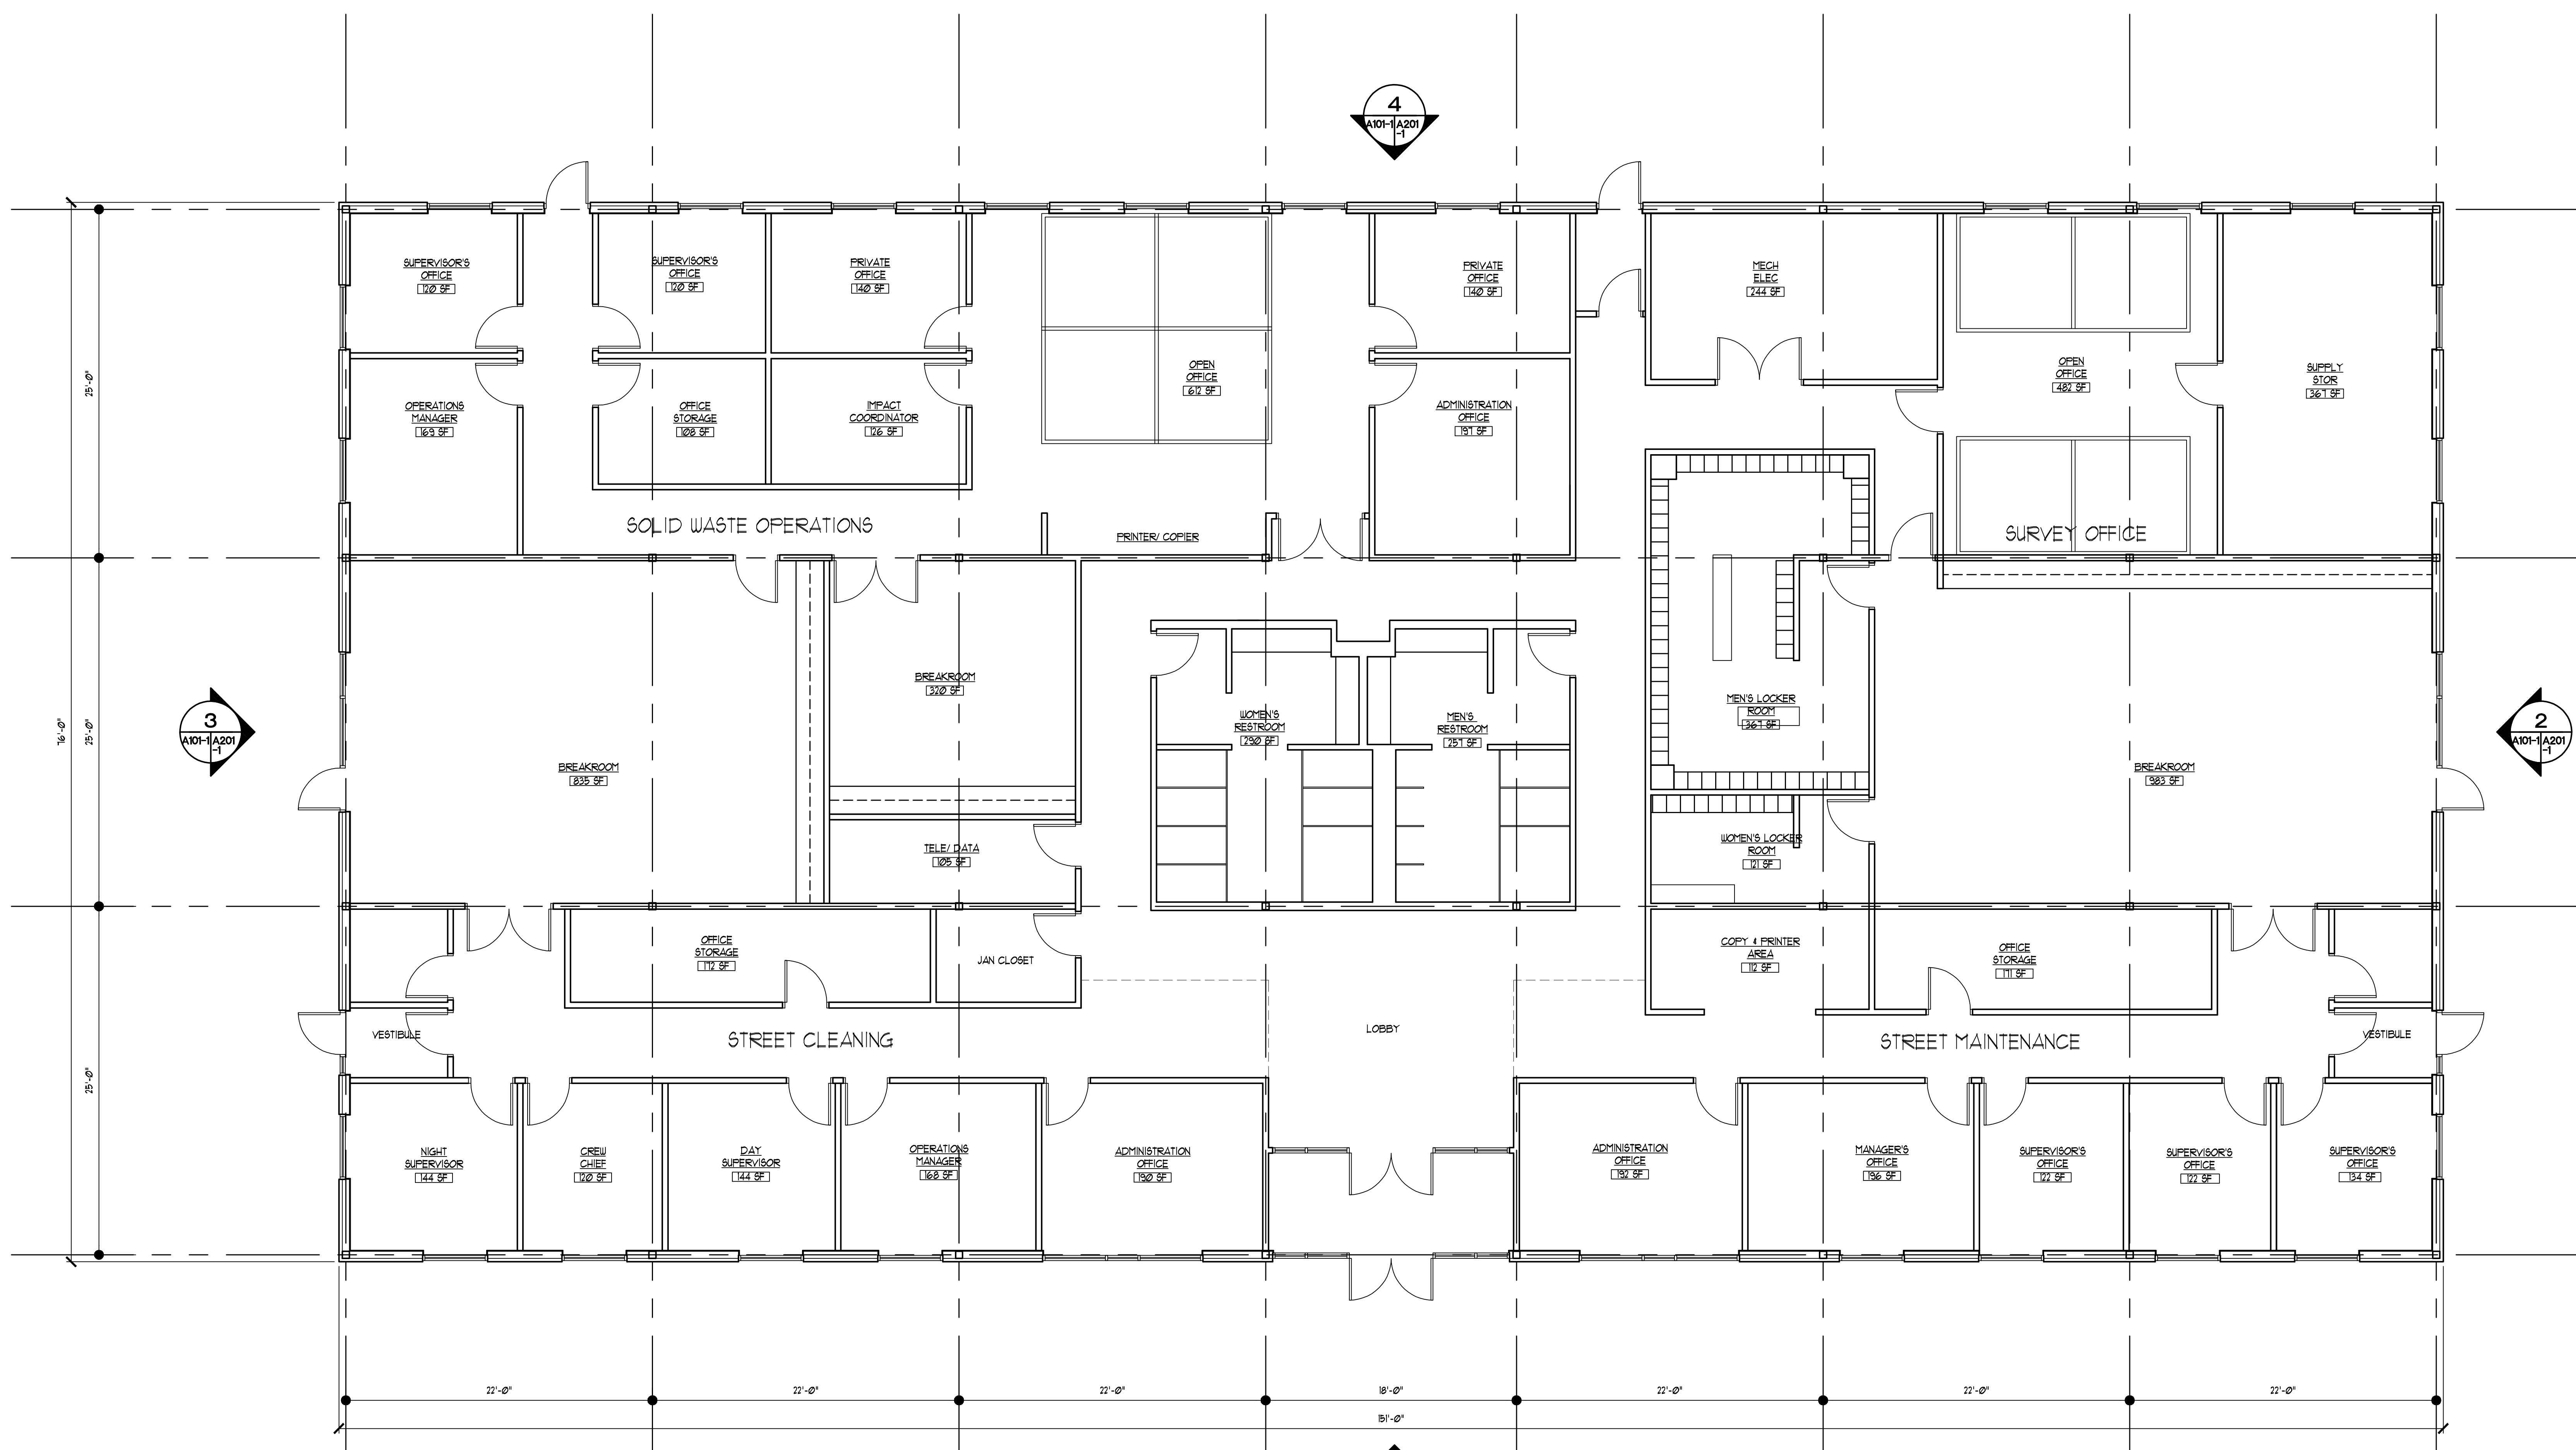 4
A101-1 A201
-1
SUPERVISOR'S
OFFICE
120 SF
SUPERVISOR'S
OFFICE
120 SF
PRIVATE
OFFICE
140 SF
PRIVATE
OFFICE
140 SF
MECH
ELEC
244 SF
OPERATIONS
MANAGER
169 SF
OFFICE
STORAGE
108 SF
IMPACT
COORDINATOR
126 SF
OPEN
OFFICE
612 SF
ADMINISTRATION
OFFICE
197 SF
OPEN
OFFICE
482 SF
SUPPLY
STOR
367 SF
25'-0"
SOLID WASTE OPERATIONS
PRINTER/ COPIER
SURVEY OFFICE
3
A101-1 A201
-1
76'-0"
25'-0"
BREAKROOM
835 SF
BREAKROOM
320 SF
WOMEN'S
RESTROOM
290 SF
MEN'S
RESTROOM
257 SF
MEN'S LOCKER
ROOM
367 SF
BREAKROOM
983 SF
2
A101-1 A201
-1
TELE/ DATA
105 SF
WOMEN'S LOCKER
ROOM
121 SF
OFFICE
STORAGE
172 SF
JAN CLOSET
COPY & PRINTER
AREA
112 SF
OFFICE
STORAGE
171 SF
VESTIBULE
STREET CLEANING
LOBBY
STREET MAINTENANCE
VESTIBULE
25'-0"
NIGHT
SUPERVISOR
144 SF
CREW
CHIEF
120 SF
DAY
SUPERVISOR
144 SF
OPERATIONS
MANAGER
168 SF
ADMINISTRATION
OFFICE
190 SF
ADMINISTRATION
OFFICE
192 SF
MANAGER'S
OFFICE
196 SF
SUPERVISOR'S
OFFICE
122 SF
SUPERVISOR'S
OFFICE
122 SF
SUPERVISOR'S
OFFICE
134 SF
22'-0"
22'-0"
22'-0"
18'-0"
22'-0"
22'-0"
22'-0"
151'-0"